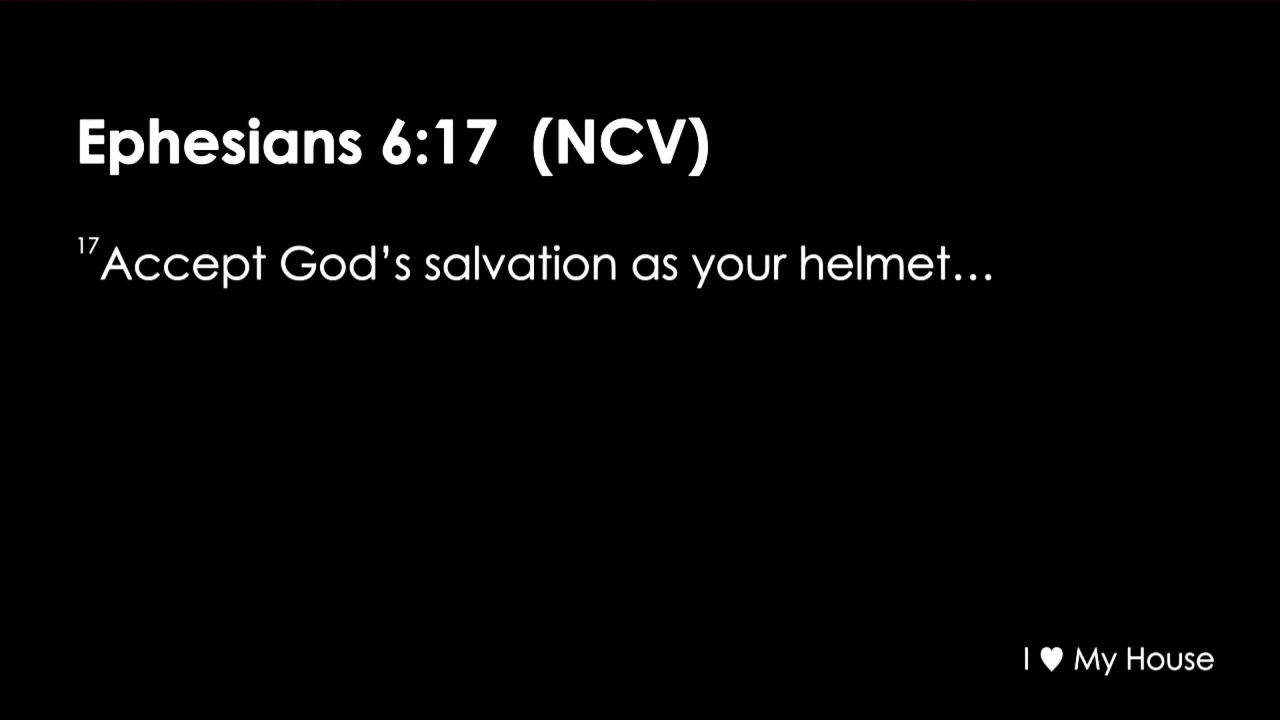 Ephesians 6:17 (NCV)
17Accept God’s salvation as your helmet…
I ♥ My House